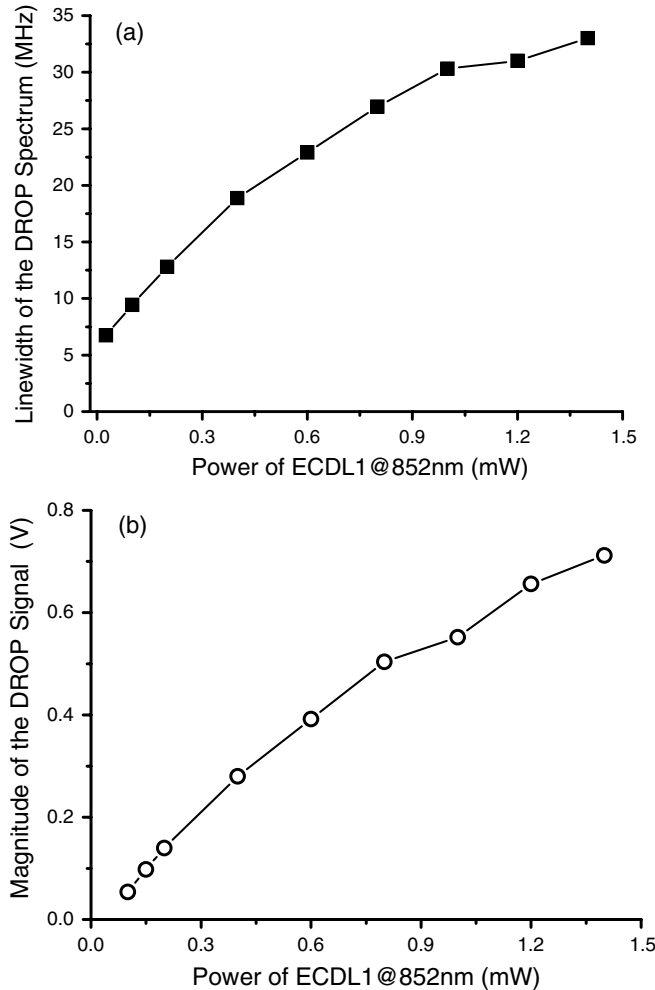 (a)
Linewidth of the DROP Spectrum (MHz)
35
30
25
20
15
10
5
0
0.0 0.3 0.6 0.9 1.2 1.5
Power of ECDL1@852nm (mW)
(b)
Magnitude of the DROP Signal (V)
0.8
0.6
0.4
0.2
0.0
0.0 0.3 0.6 0.9 1.2 1.5
Power of ECDL1@852nm (mW)